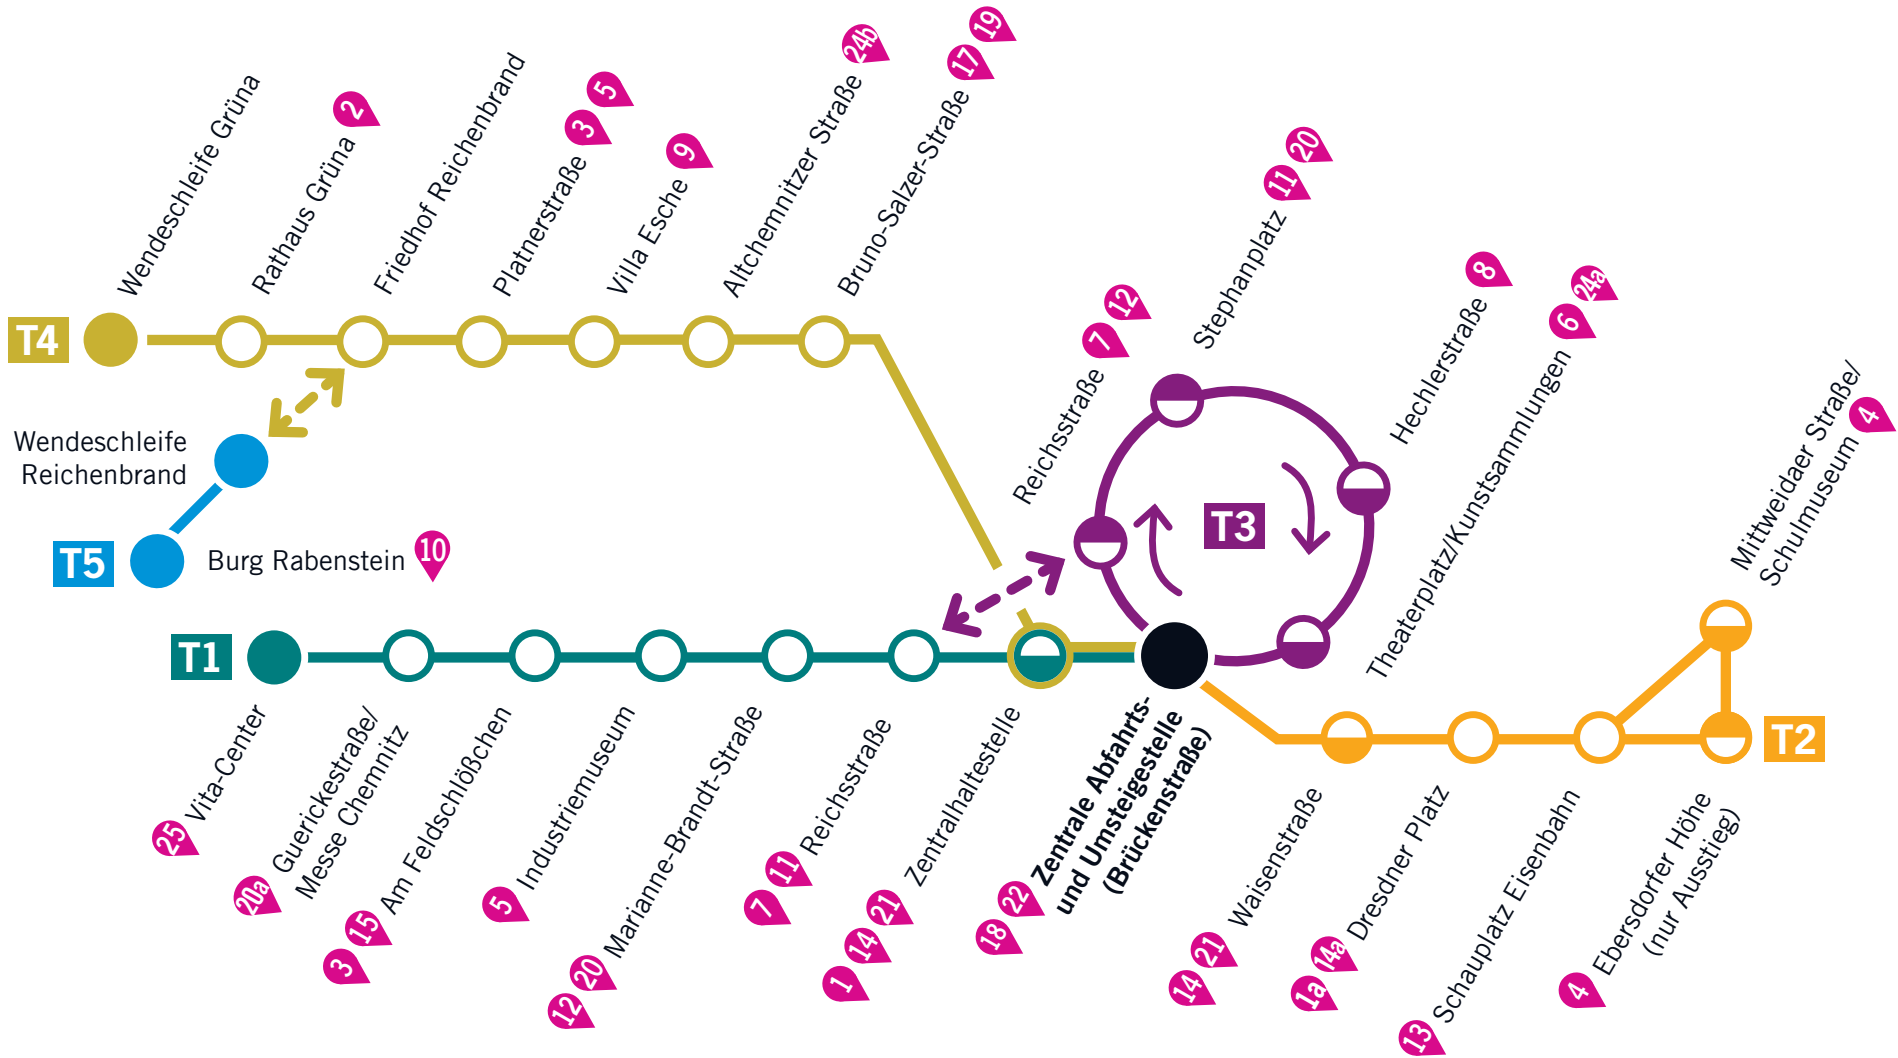 T4
Wendeschleife Grüna
Rathaus Grüna 2
Friedhof Reichenbrand
Platnerstraße 3 5
Villa Esche 9
Altchemnitzer Straße 24b
Bruno-Salzer-Straße 17 19
Wendeschleife
Reichenbrand
T5
Burg Rabenstein 10
Reichsstraße 7 12
Stephanplatz 11 20
Hechlerstraße 8
Theaterplatz/Kunstsammlungen 6 24a
T3
Mittweidaer Straße/
Schulmuseum 4
T1
25 Vita-Center
20a Guerickestraße/
Messe Chemnitz
3 15 Am Feldschlößchen
5 Industriemuseum
12 20 Marianne-Brandt-Straße
7 11 Reichsstraße
1 14 21 Zentralhaltestelle
18 22 Zentrale Abfahrts-
und Umsteigestelle
(Brückenstraße)
T2
14 21 Waisenstraße
1a 14a Dresdner Platz
13 Schauplatz Eisenbahn
4 Ebersdorfer Höhe
(nur Ausstieg)